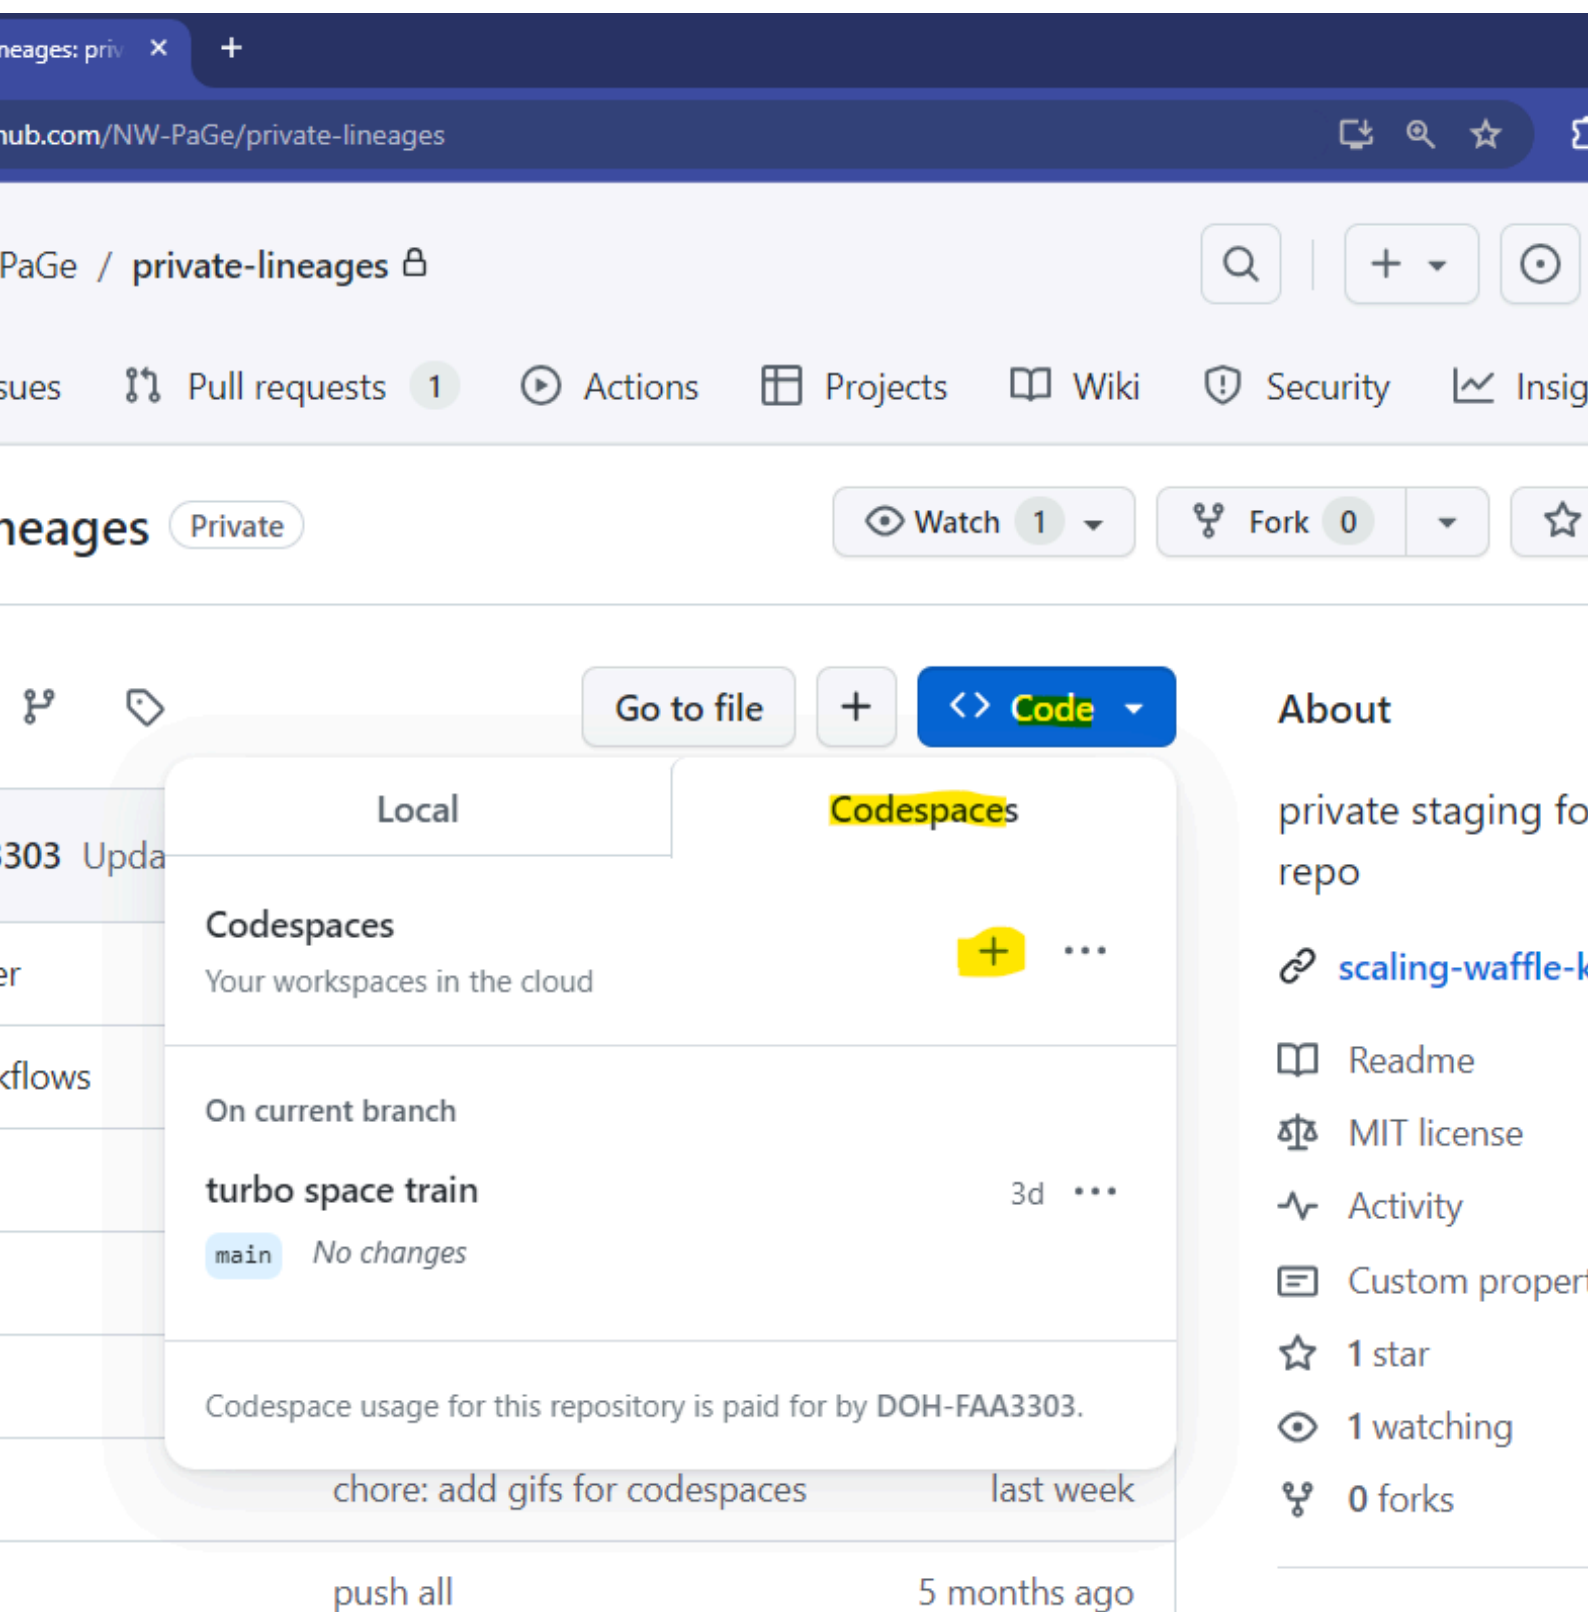 neages: priv
hub.com/NW-PaGe/private-lineages
PaGe / private-lineages
sues Pull requests 1 Actions Projects Wiki Security Insig
neages Private Watch 1 Fork 0
Go to file + Code
About
Local Codespaces
private staging fo
repo
3303 Upda
Codespaces
Your workspaces in the cloud
er
scaling-waffle-k
kflows
Readme
On current branch
MIT license
turbo space train 3d
Activity
main No changes
Custom propert
1 star
Codespace usage for this repository is paid for by DOH-FAA3303.
1 watching
chore: add gifs for codespaces last week
0 forks
push all 5 months ago